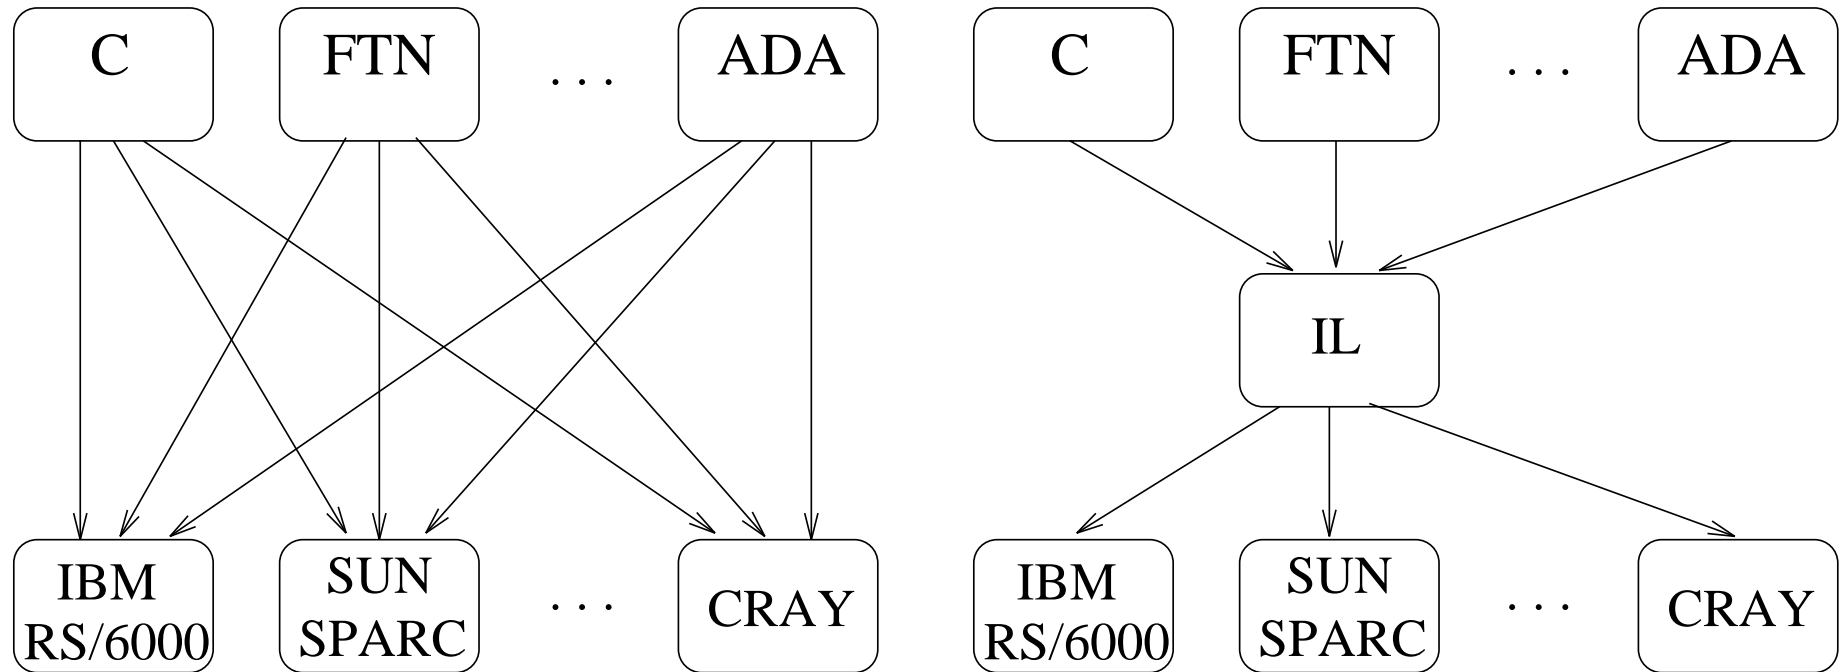 C
FTN
. . .
ADA
C
FTN
. . .
ADA
IL
IBM
RS/6000
SUN
SPARC
. . .
CRAY
IBM
RS/6000
SUN
SPARC
. . .
CRAY